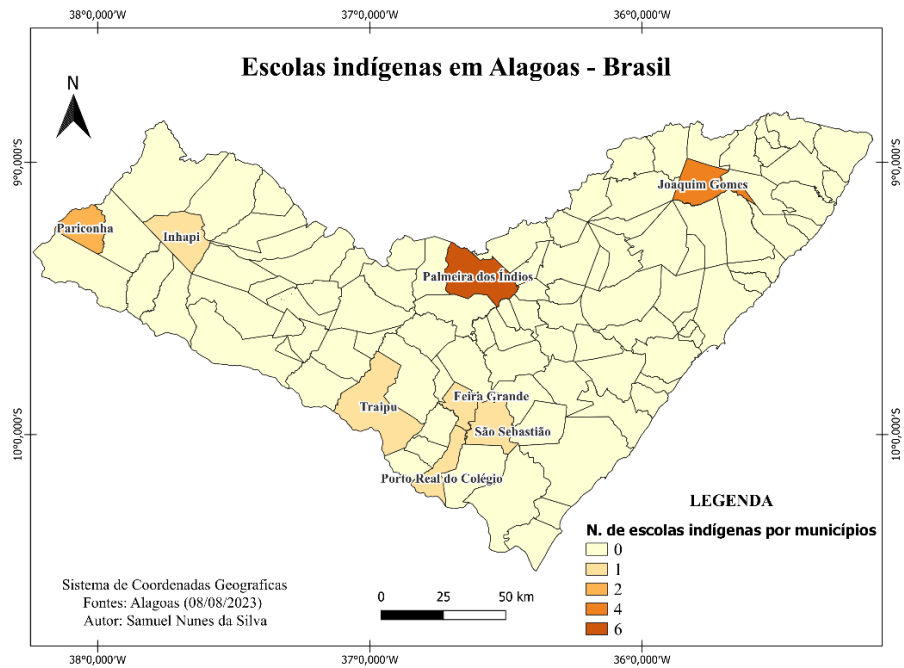 38°0,000'W 37°0,000'W 36°0,000'W
Escolas indígenas em Alagoas - Brasil
N
9°0,000'S 9°0,000'S
Joaquim Gomes
Pariconha
Inhapi
Palmeira dos Índios
Feira Grande
Traipu
São Sebastião
10°0,000'S 10°0,000'S
Porto Real do Colégio
LEGENDA
N. de escolas indígenas por municípios
0
1
2
4
6
Sistema de Coordenadas Geograficas
Fontes: Alagoas (08/08/2023)
Autor: Samuel Nunes da Silva
0 25 50 km
38°0,000'W 37°0,000'W 36°0,000'W